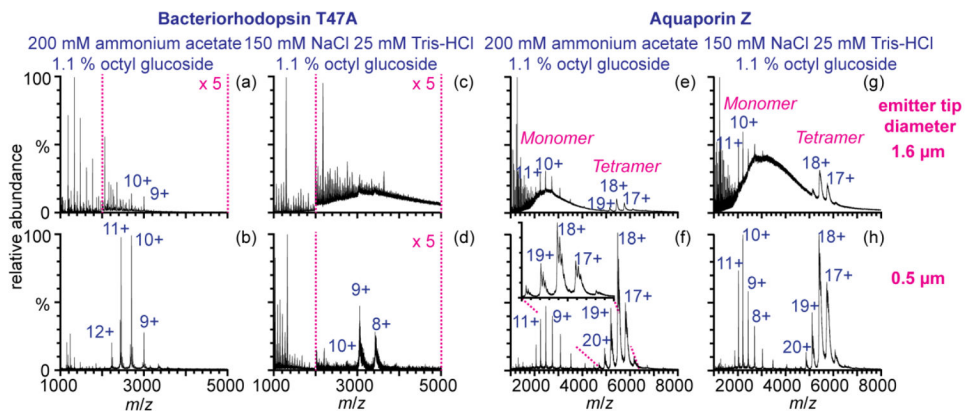 Bacteriorhodopsin T47A
Aquaporin Z
200 mM ammonium acetate 150 mM NaCl 25 mM Tris-HCl
1.1 % octyl glucoside 1.1 % octyl glucoside
200 mM ammonium acetate 150 mM NaCl 25 mM Tris-HCl
1.1 % octyl glucoside 1.1 % octyl glucoside
relative abundance
100
%
0
x 5 (a)
10+
9+
x 5 (c)
100
%
0
(e)
Monomer
11+ 10+
Tetramer
18+
19+ 17+
(g)
Monomer
10+
11+
Tetramer
18+
17+
emitter tip
diameter
1.6 µm
100
%
0
(b)
11+
10+
12+ 9+
1000 3000 5000
m/z
x 5
(d)
9+
10+ 8+
1000 3000 5000
m/z
100
%
0
(f)
18+
19+ 17+
18+
17+
11+ 9+ 19+
20+
2000 4000 6000 8000
m/z
(h)
10+
11+
9+
8+
18+
17+
19+
20+
2000 4000 6000 8000
m/z
0.5 µm